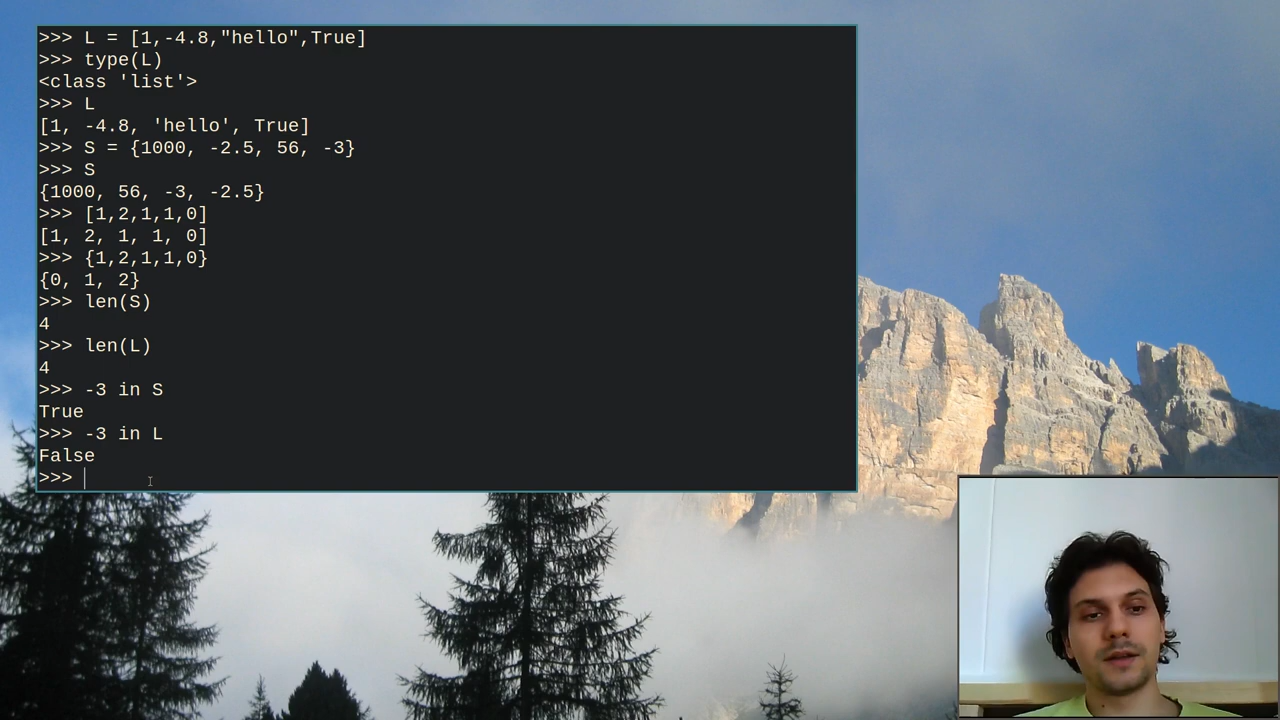 >>> L = [1,-4.8,"hello",True]
>>> type(L)
<class 'list'>
>>> L
[1, -4.8, 'hello', True]
>>> S = {1000, -2.5, 56, -3}
>>> S
{1000, 56, -3, -2.5}
>>> [1,2,1,1,0]
[1, 2, 1, 1, 0]
>>> {1,2,1,1,0}
{0, 1, 2}
>>> len(S)
4
>>> len(L)
4
>>> -3 in S
True
>>> -3 in L
False
>>>